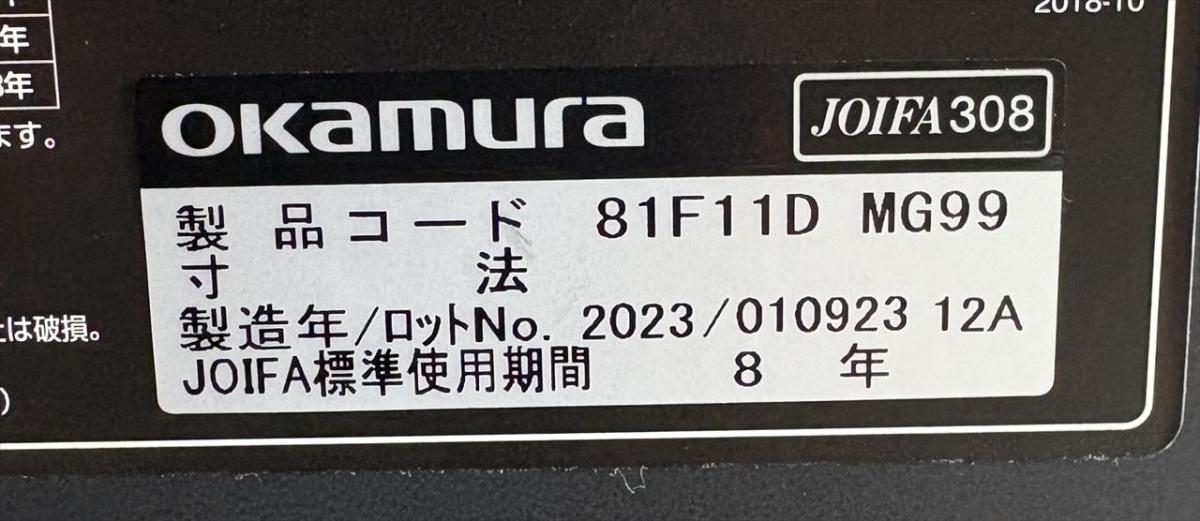 2018-10
年
8年
ます。
okamura
JOIFA308
製品コード 81F11D MG99
寸法
製造年/ロットNo. 2023/010923 12A
は破損。
JOIFA標準使用期間 8 年
)